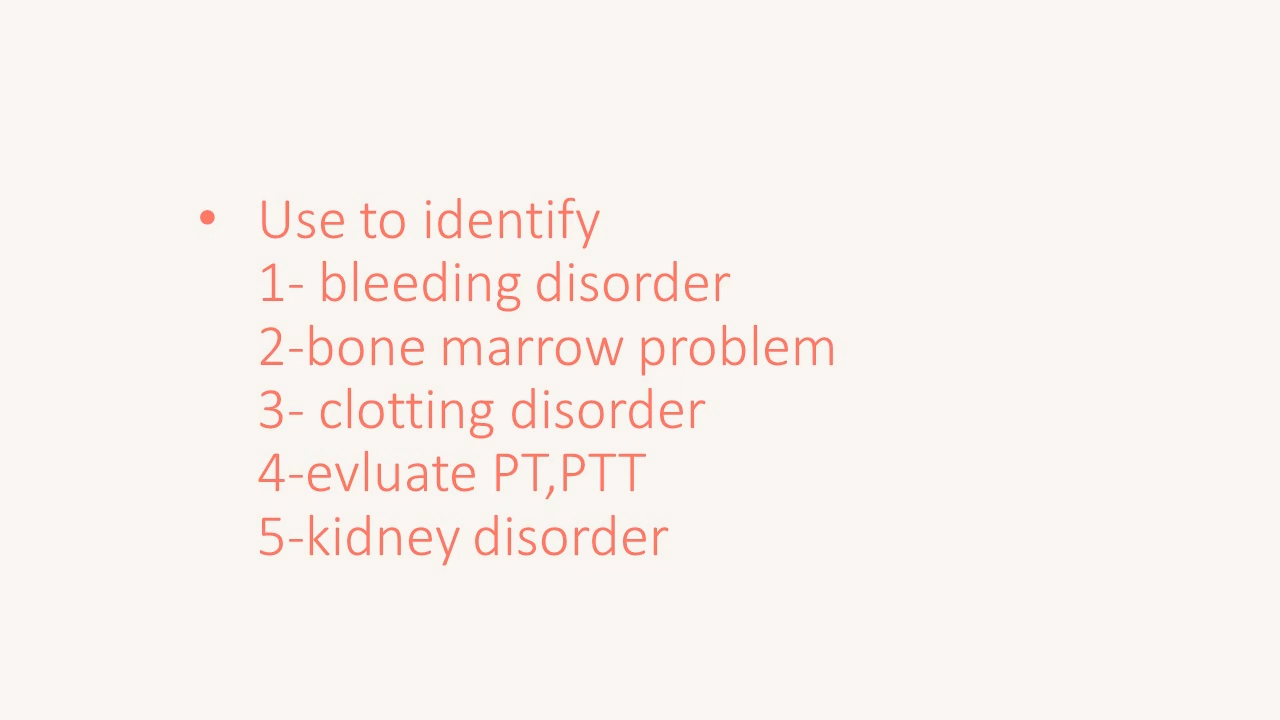 • Use to identify
1- bleeding disorder
2-bone marrow problem
3- clotting disorder
4-evluate PT,PTT
5-kidney disorder